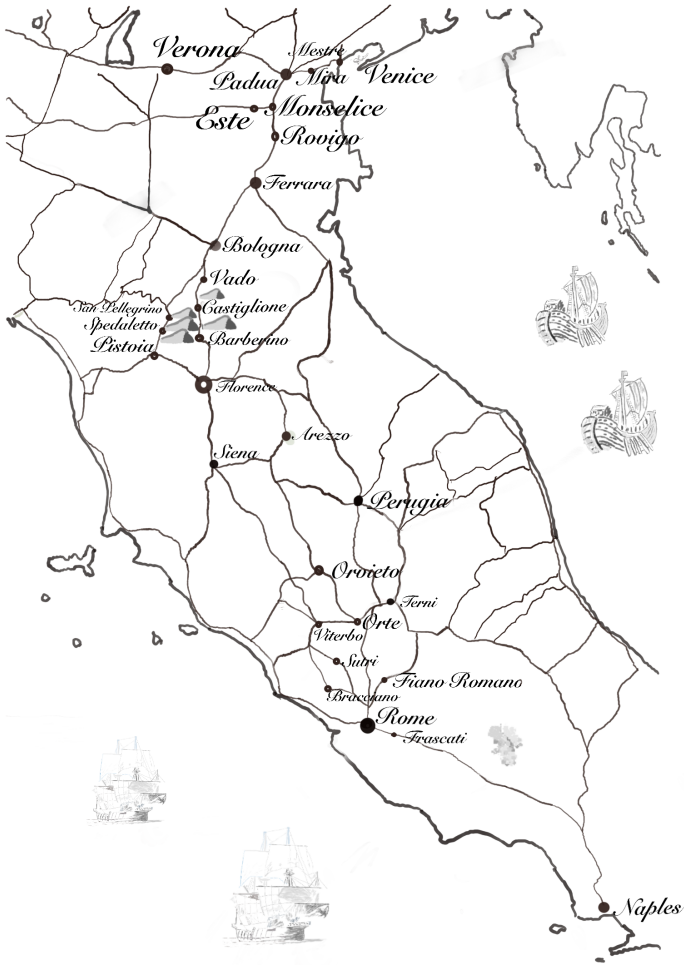 Verona
Mestre
Padua
Mira
Venice
Este
Monselice
Rovigo
Ferrara
Bologna
Vado
San Pellegrino
Castiglione
Spedaletto
Pistoia
Barberino
Florence
Arezzo
Siena
Perugia
Orvieto
Terni
Orte
Viterbo
Sutri
Fiano Romano
Bracciano
Rome
Frascati
Naples